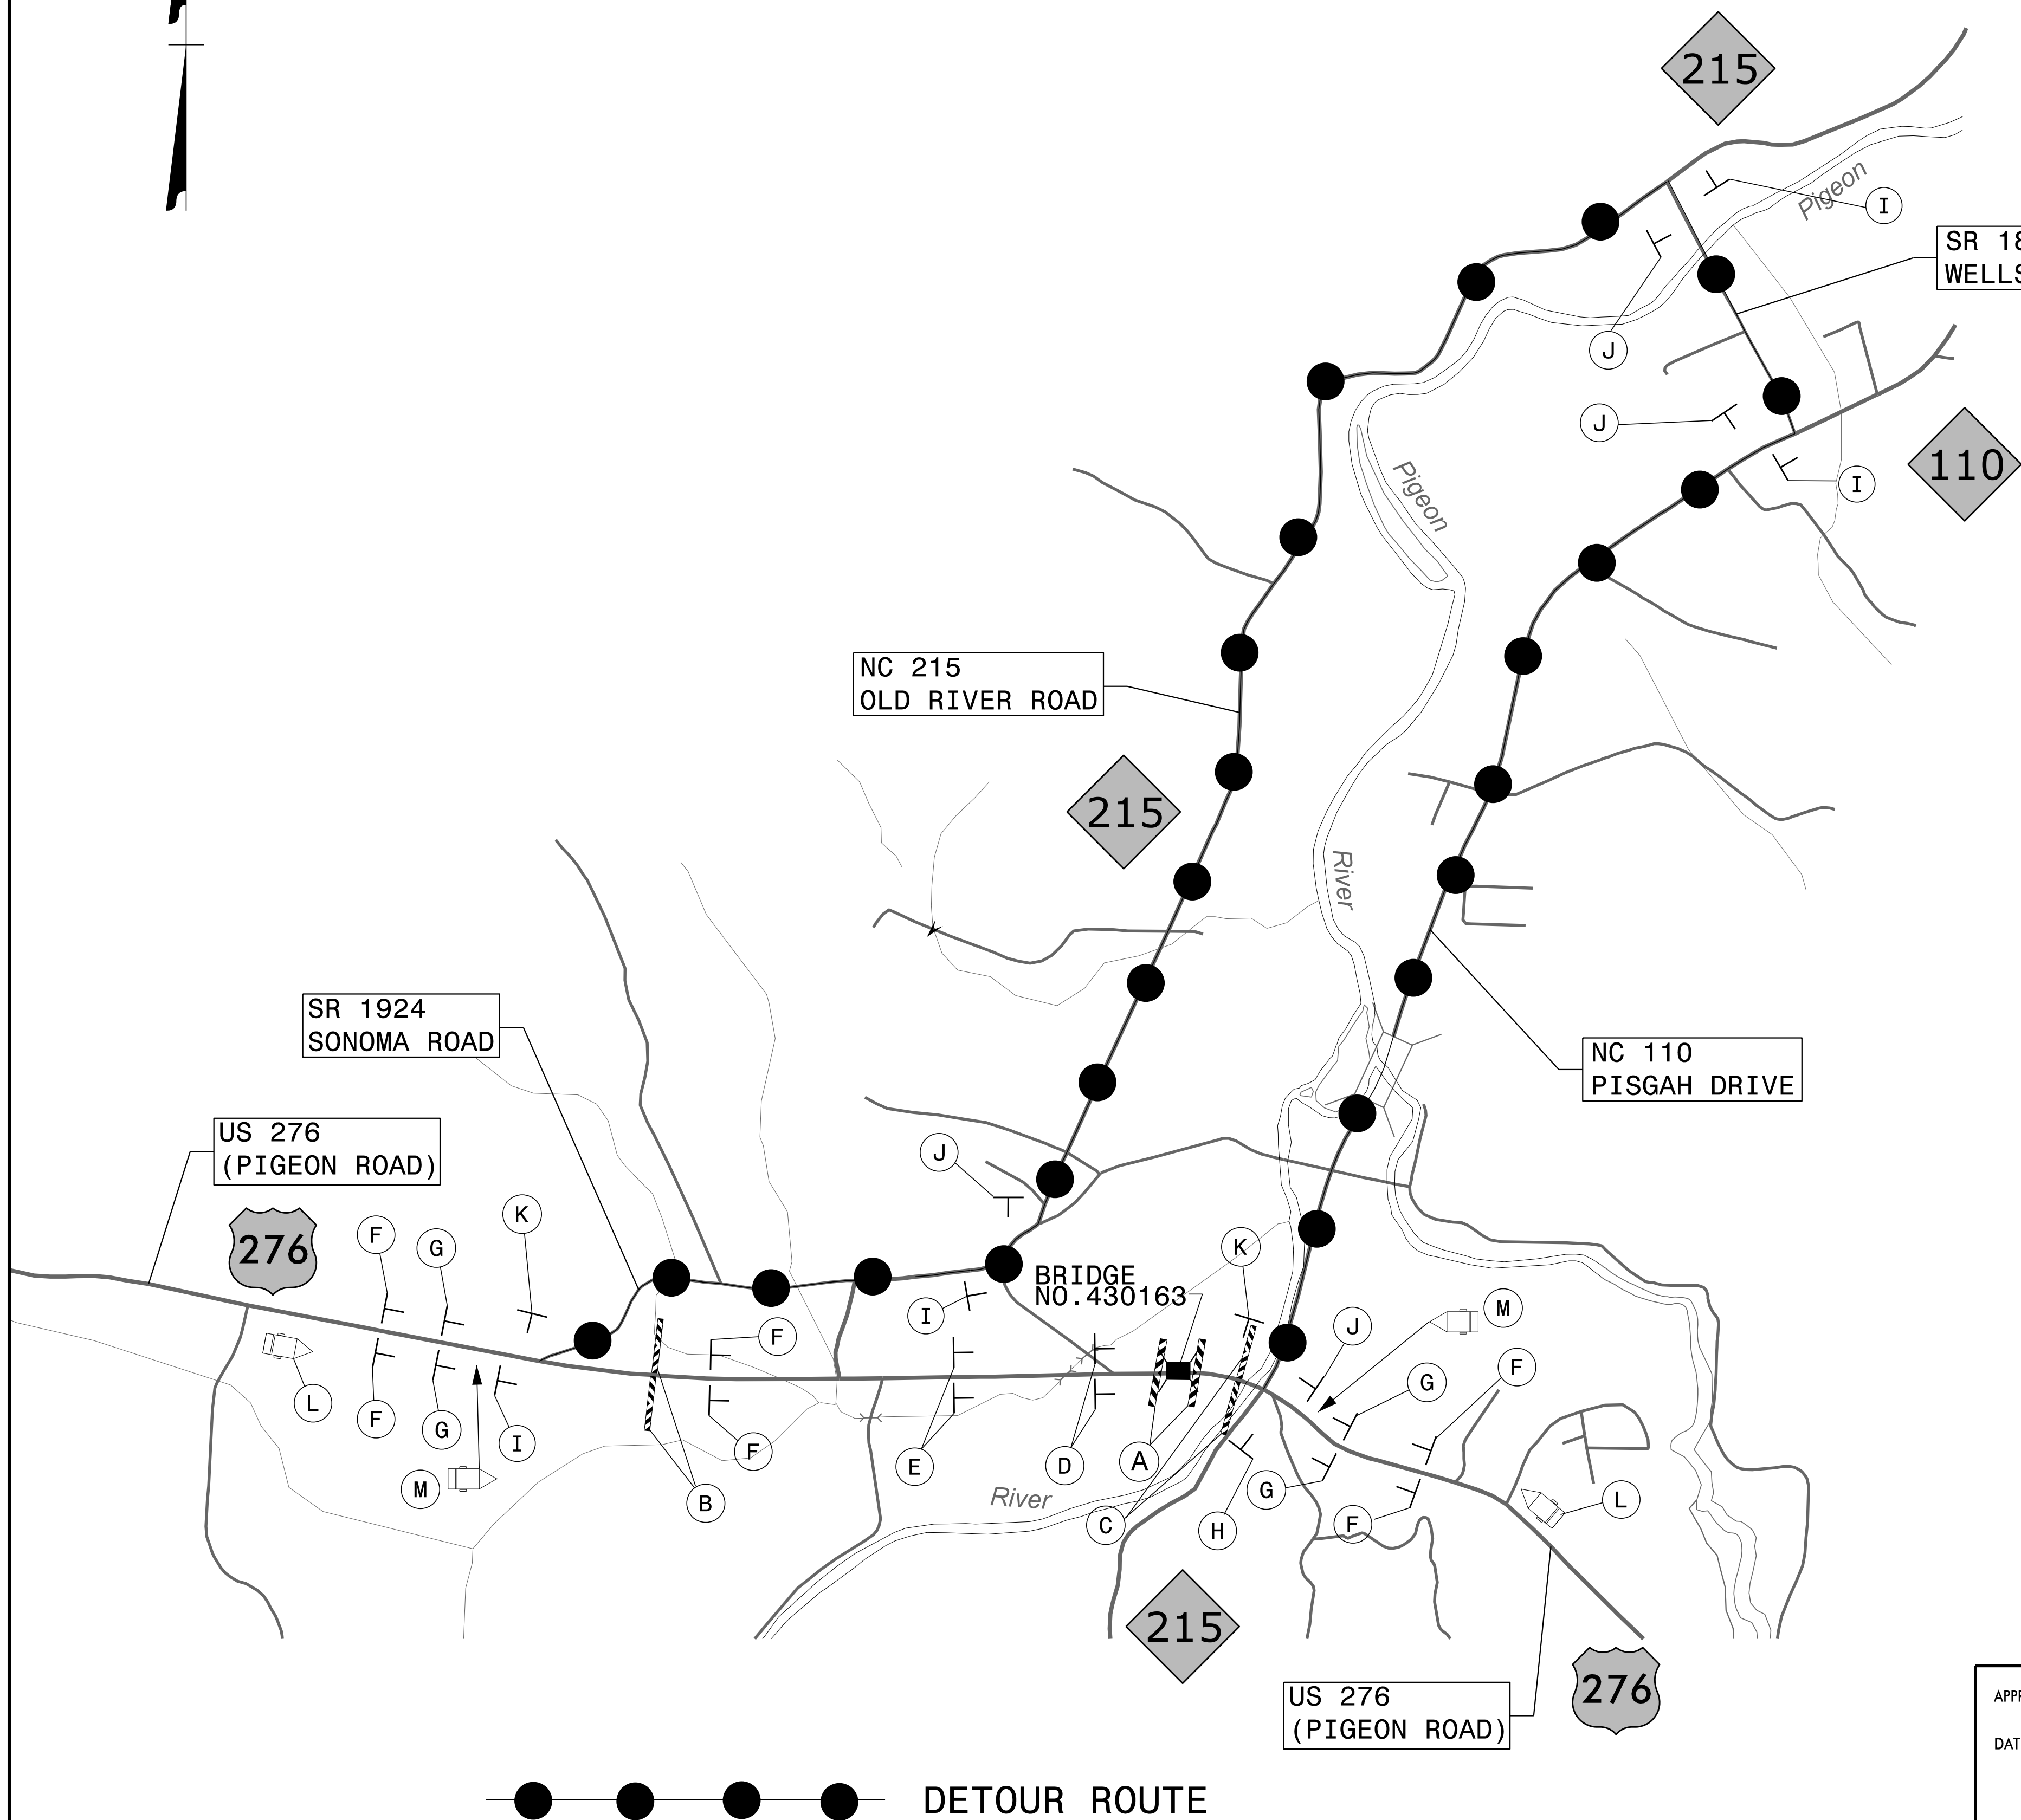 215
Pigeon
I
SR 18
WELLS
J
J
110
Pigeon
I
NC 215
OLD RIVER ROAD
215
River
SR 1924
SONOMA ROAD
NC 110
PISGAH DRIVE
US 276
(PIGEON ROAD)
J
K
F
G
276
K
BRIDGE
NO.430163
I
M
J
F
G
F
L
F
G
I
F
E
D
A
M
B
River
C
H
G
F
L
215
US 276
(PIGEON ROAD)
276
APPR
DAT
DETOUR ROUTE